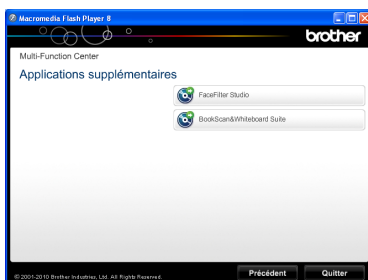 Macromedia Flash Player 8
brother
Multi-Function Center
Applications supplémentaires
FaceFilter Studio
BookScan&Whiteboard Suite
© 2001-2010 Brother Industries, Ltd. All Rights Reserved.
Précédent
Quitter